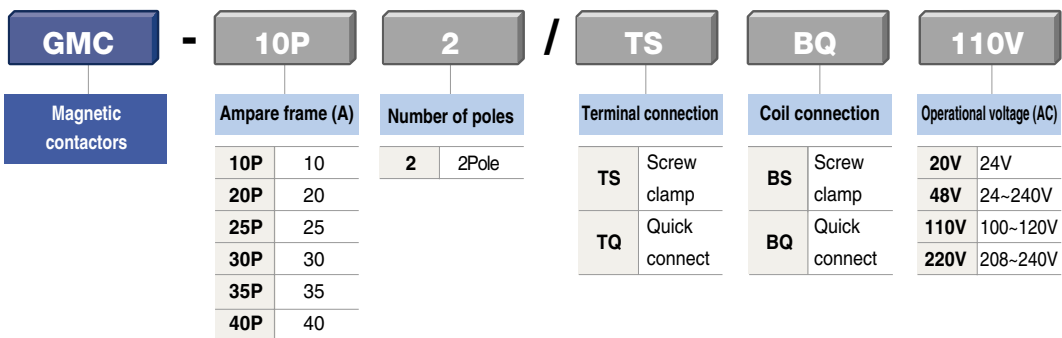 GMC - 10P 2 / TS BQ 110V
Magnetic
contactors
Ampare frame (A)
10P 10
20P 20
25P 25
30P 30
35P 35
40P 40
Number of poles
2 2Pole
Terminal connection
TS Screw
clamp
TQ Quick
connect
Coil connection
BS Screw
clamp
BQ Quick
connect
Operational voltage (AC)
20V 24V
48V 24~240V
110V 100~120V
220V 208~240V